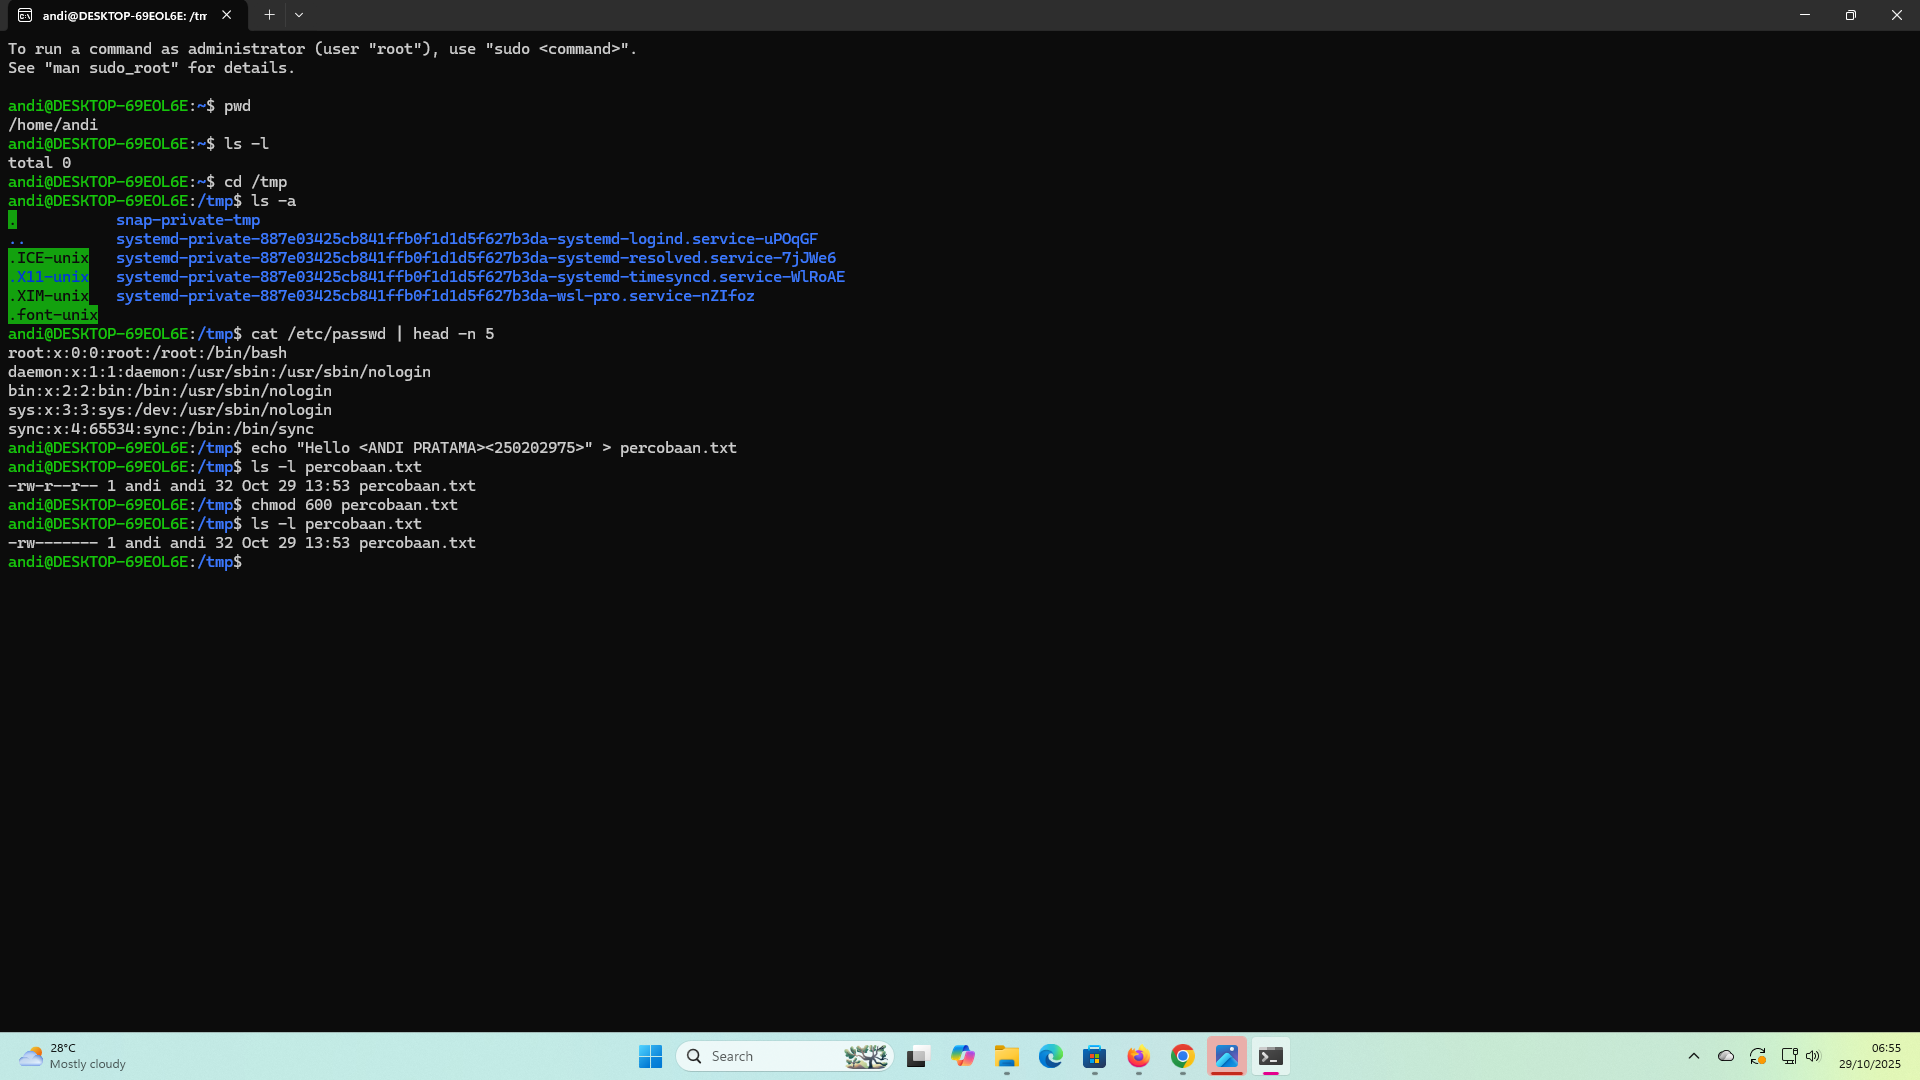 andi@DESKTOP-69EOL6E: /tm
To run a command as administrator (user "root"), use "sudo <command>".
See "man sudo_root" for details.
andi@DESKTOP-69EOL6E:~$ pwd
/home/andi
andi@DESKTOP-69EOL6E:~$ ls -l
total 0
andi@DESKTOP-69EOL6E:~$ cd /tmp
andi@DESKTOP-69EOL6E:/tmp$ ls -a
. snap-private-tmp
.. systemd-private-887e03425cb841ffb0f1d1d5f627b3da-systemd-logind.service-uPOqGF
.ICE-unix systemd-private-887e03425cb841ffb0f1d1d5f627b3da-systemd-resolved.service-7jJWe6
.X11-unix systemd-private-887e03425cb841ffb0f1d1d5f627b3da-systemd-timesyncd.service-WlRoAE
.XIM-unix systemd-private-887e03425cb841ffb0f1d1d5f627b3da-wsl-pro.service-nZIfoz
.font-unix
andi@DESKTOP-69EOL6E:/tmp$ cat /etc/passwd | head -n 5
root:x:0:0:root:/root:/bin/bash
daemon:x:1:1:daemon:/usr/sbin:/usr/sbin/nologin
bin:x:2:2:bin:/bin:/usr/sbin/nologin
sys:x:3:3:sys:/dev:/usr/sbin/nologin
sync:x:4:65534:sync:/bin:/bin/sync
andi@DESKTOP-69EOL6E:/tmp$ echo "Hello <ANDI PRATAMA><250202975>" > percobaan.txt
andi@DESKTOP-69EOL6E:/tmp$ ls -l percobaan.txt
-rw-r--r-- 1 andi andi 32 Oct 29 13:53 percobaan.txt
andi@DESKTOP-69EOL6E:/tmp$ chmod 600 percobaan.txt
andi@DESKTOP-69EOL6E:/tmp$ ls -l percobaan.txt
-rw------- 1 andi andi 32 Oct 29 13:53 percobaan.txt
andi@DESKTOP-69EOL6E:/tmp$
28°C
Mostly cloudy
Search
06:55
29/10/2025